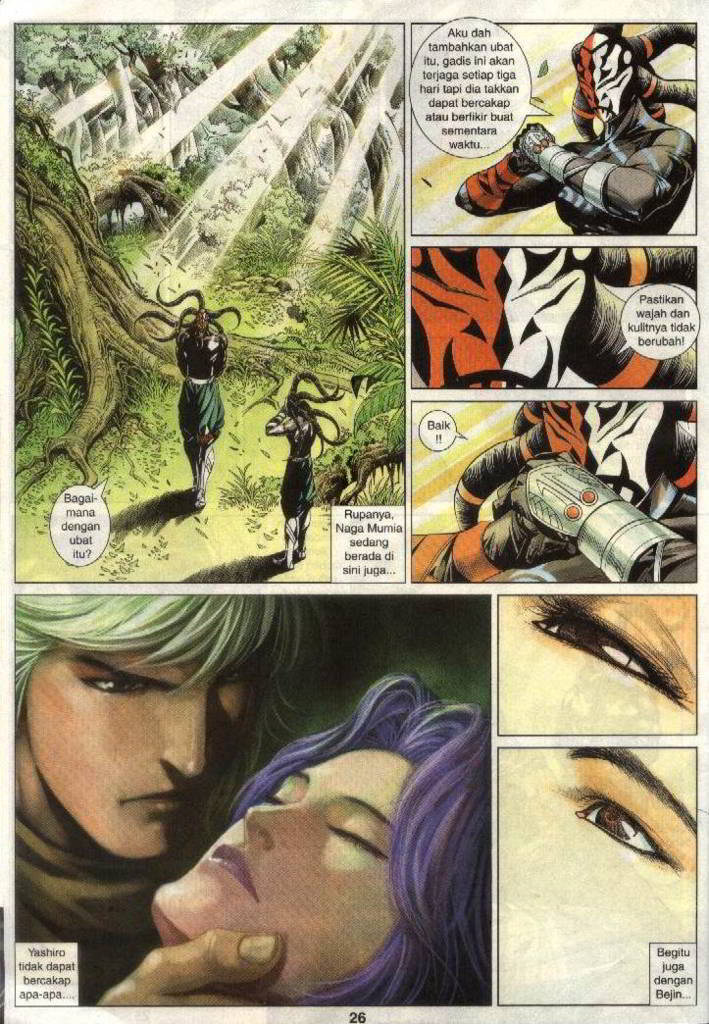 Bagai-
mana
dengan
ubat
itu?
Rupanya,
Naga Mumia
sedang
berada di
sini juga...
Aku dah
tambahkan ubat
itu, gadis ini akan
terjaga setiap tiga
hari tapi dia takkan
dapat bercakap
atau berfikir buat
sementara
waktu...
Pastikan
wajah dan
kulitnya tidak
berubah!
Baik
!!
Yashiro
tidak dapat
bercakap
apa-apa....
Begitu
juga
dengan
Bejin...
26